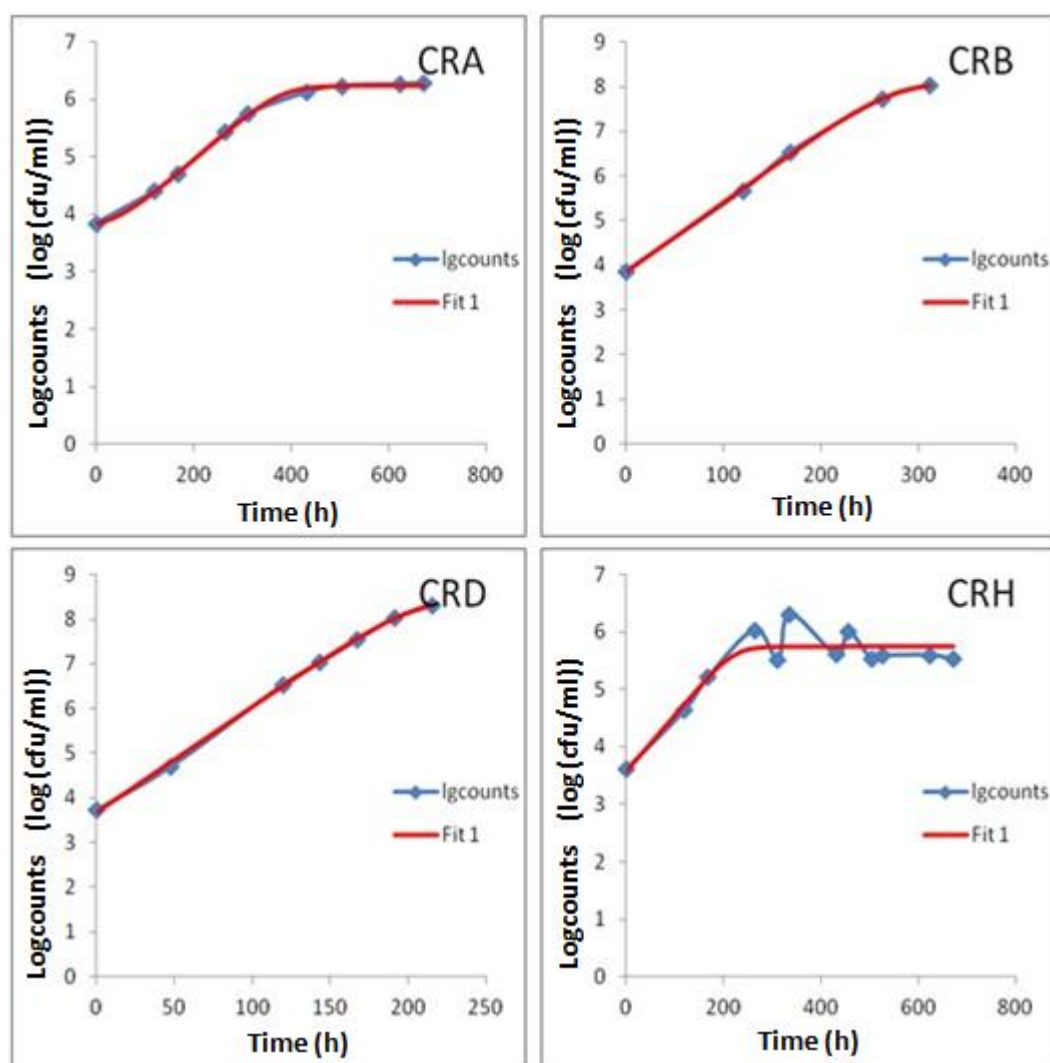 CRA
7
6
5
4
3
2
1
0
0 200 400 600 800
Logcounts (log (cfu/ml))
Time (h)
lgcounts
Fit 1
CRB
9
8
7
6
5
4
3
2
1
0
0 100 200 300 400
Logcounts (log (cfu/ml))
Time (h)
lgcounts
Fit 1
CRD
9
8
7
6
5
4
3
2
1
0
0 50 100 150 200 250
Logcounts (log (cfu/ml))
Time (h)
lgcounts
Fit 1
CRH
7
6
5
4
3
2
1
0
0 200 400 600 800
Logcounts (log (cfu/ml))
Time (h)
lgcounts
Fit 1